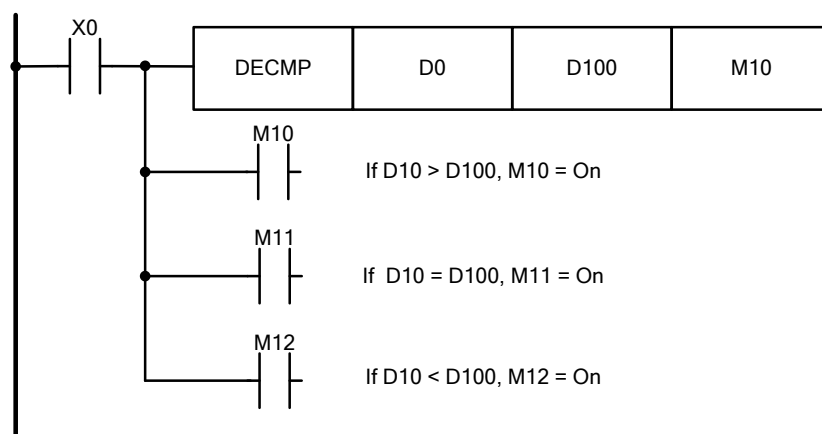 X0
DECMP D0 D100 M10
M10
If D10 > D100, M10 = On
M11
If D10 = D100, M11 = On
M12
If D10 < D100, M12 = On